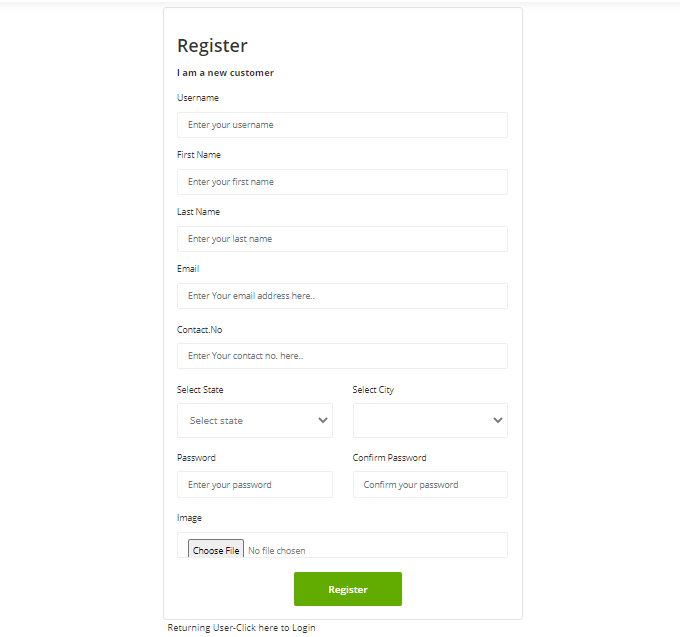 Register
I am a new customer
Username
Enter your username
First Name
Enter your first name
Last Name
Enter your last name
Email
Enter Your email address here..
Contact.No
Enter Your contact no. here..
Select State Select City
Select state
Password Confirm Password
Enter your password Confirm your password
Image
Choose File No file chosen
Register
Returning User-Click here to Login